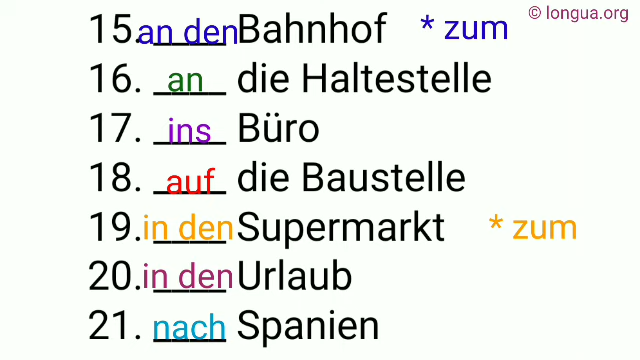 © longua.org
15. an den Bahnhof * zum
16. an die Haltestelle
17. ins Büro
18. auf die Baustelle
19. in den Supermarkt * zum
20. in den Urlaub
21. nach Spanien